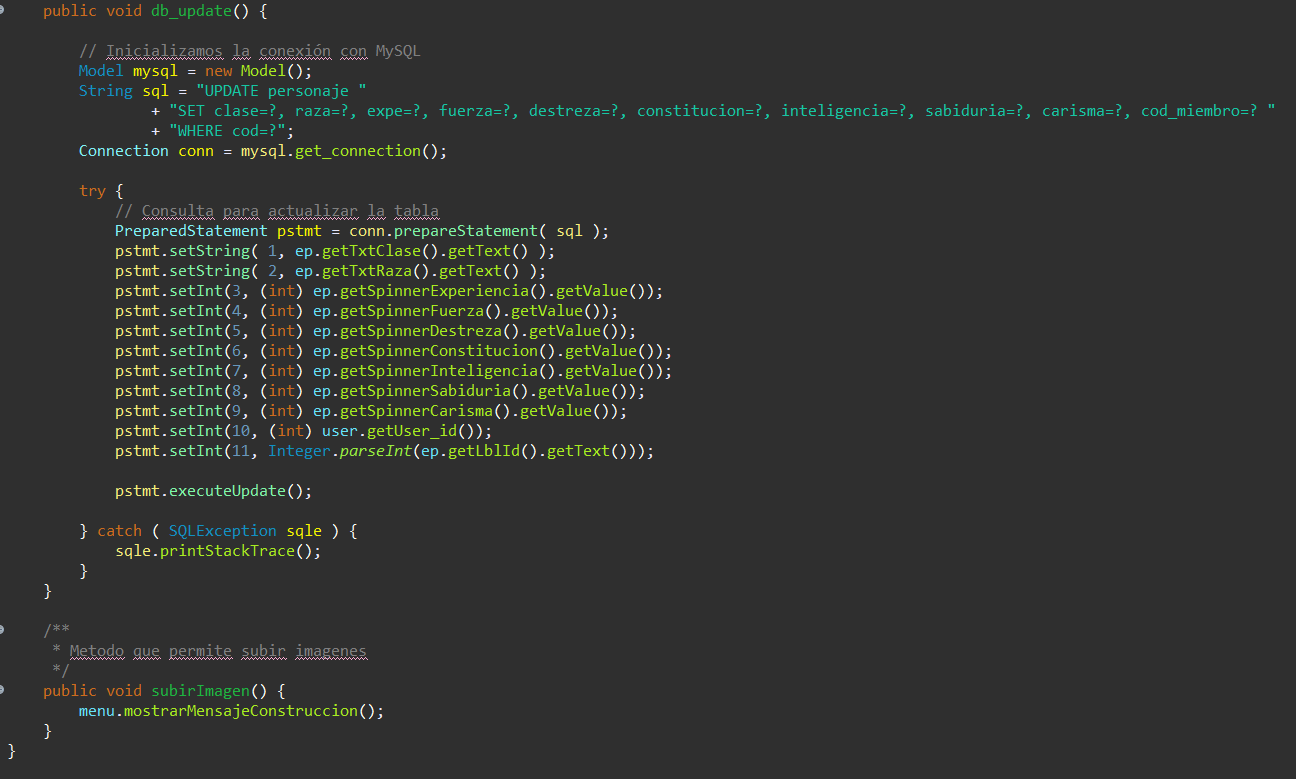 public void db_update() {
// Inicializamos la conexión con MySQL
Model mysql = new Model();
String sql = "UPDATE personaje "
+ "SET clase=?, raza=?, expe=?, fuerza=?, destreza=?, constitucion=?, inteligencia=?, sabiduria=?, carisma=?, cod_miembro=? "
+ "WHERE cod=?";
Connection conn = mysql.get_connection();
try {
// Consulta para actualizar la tabla
PreparedStatement pstmt = conn.prepareStatement( sql );
pstmt.setString( 1, ep.getTxtClase().getText() );
pstmt.setString( 2, ep.getTxtRaza().getText() );
pstmt.setInt(3, (int) ep.getSpinnerExperiencia().getValue());
pstmt.setInt(4, (int) ep.getSpinnerFuerza().getValue());
pstmt.setInt(5, (int) ep.getSpinnerDestreza().getValue());
pstmt.setInt(6, (int) ep.getSpinnerConstitucion().getValue());
pstmt.setInt(7, (int) ep.getSpinnerInteligencia().getValue());
pstmt.setInt(8, (int) ep.getSpinnerSabiduria().getValue());
pstmt.setInt(9, (int) ep.getSpinnerCarisma().getValue());
pstmt.setInt(10, (int) user.getUser_id());
pstmt.setInt(11, Integer.parseInt(ep.getLblId().getText()));
pstmt.executeUpdate();
} catch ( SQLException sqle ) {
sqle.printStackTrace();
}
}
/**
* Metodo que permite subir imagenes
*/
public void subirImagen() {
menu.mostrarMensajeConstruccion();
}
}